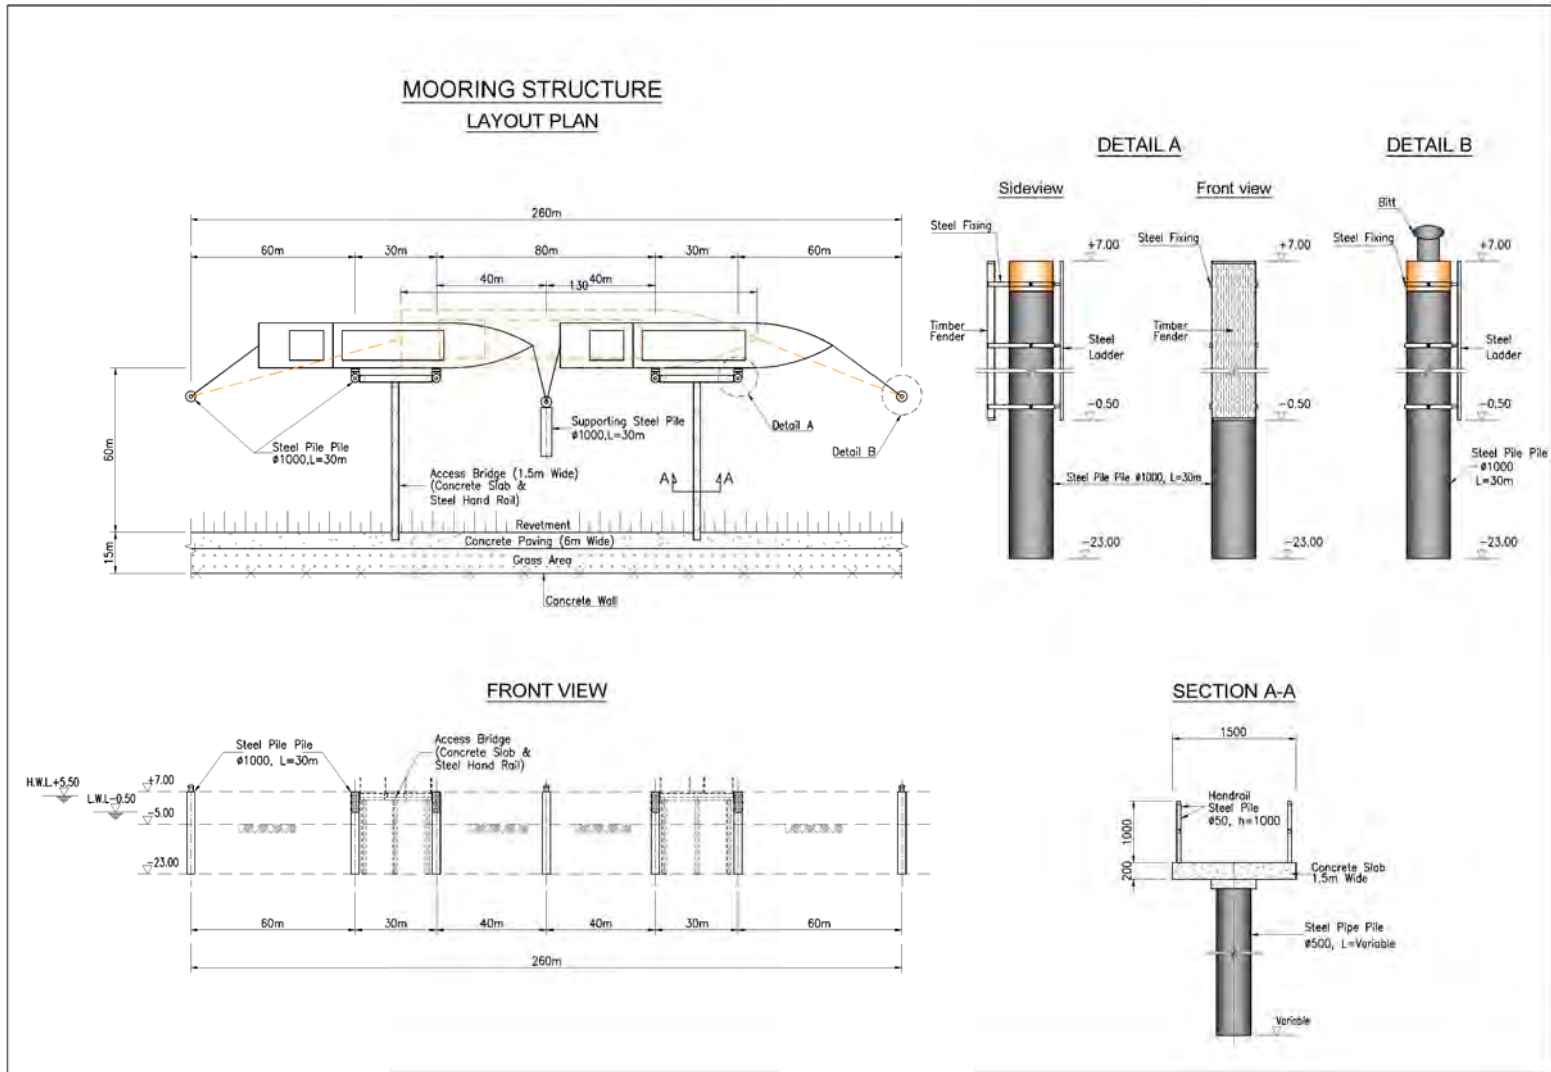 MOORING STRUCTURE
LAYOUT PLAN
260m
60m
30m
80m
30m
60m
40m
40m
130
60m
15m
Steel Pile Pile
ø1000,L=30m
Supporting Steel Pile
ø1000,L=30m
Access Bridge (1.5m Wide)
(Concrete Slab &
Steel Hand Rail)
Detail A
Detail B
A
A
Revetment
Concrete Paving (6m Wide)
Grass Area
Concrete Wall
DETAIL A
Sideview
Front view
Steel Fixing
+7.00
Timber
Fender
Steel
Ladder
-0.50
-23.00
Steel Fixing
+7.00
Timber
Fender
-0.50
Steel Pile Pile ø1000, L=30m
-23.00
DETAIL B
Bitt
Steel Fixing
+7.00
Steel
Ladder
-0.50
Steel Pile Pile
ø1000
L=30m
-23.00
FRONT VIEW
Steel Pile Pile
ø1000, L=30m
Access Bridge
(Concrete Slab &
Steel Hand Rail)
H.W.L.+5.50
L.W.L-0.50
+7.00
-5.00
-23.00
60m
30m
40m
40m
30m
60m
260m
SECTION A-A
1500
1000
200
Handrail
Steel Pile
ø50, h=1000
Concrete Slab
1.5m Wide
Steel Pipe Pile
ø500, L=Variable
Variable